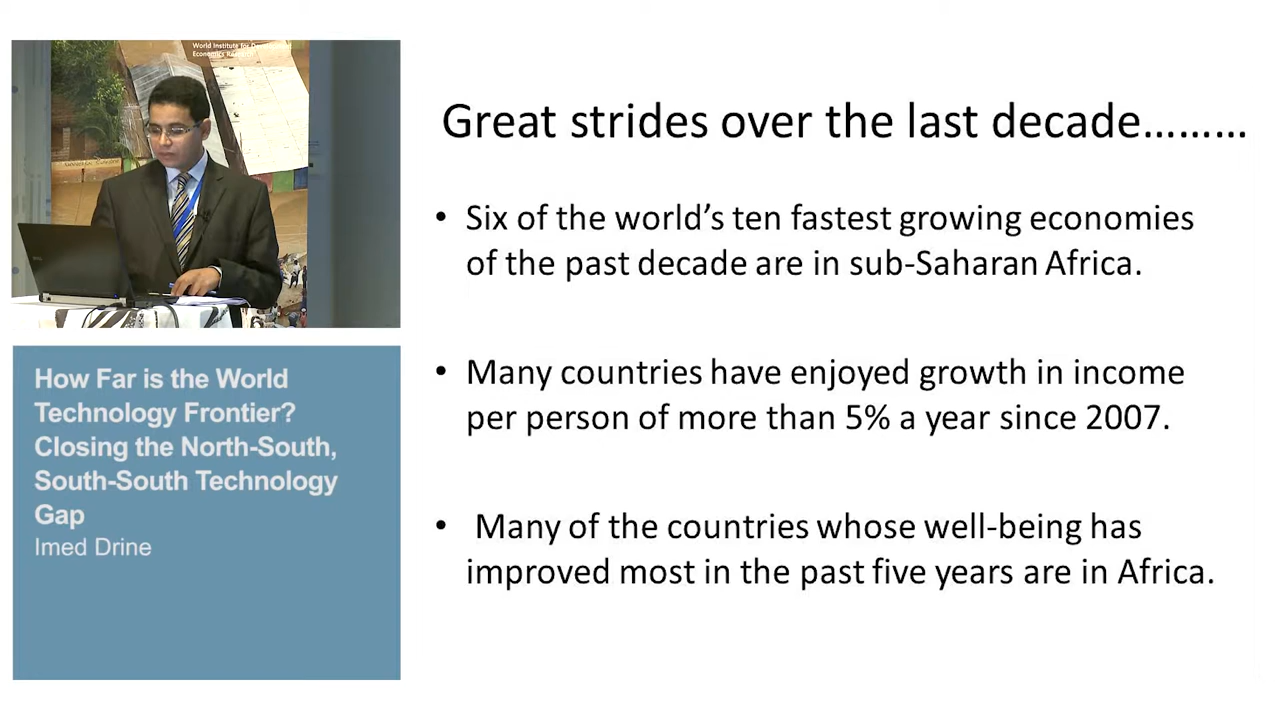 World Institute for Development
Economics Research
Great strides over the last decade………
• Six of the world’s ten fastest growing economies
of the past decade are in sub-Saharan Africa.
• Many countries have enjoyed growth in income
per person of more than 5% a year since 2007.
• Many of the countries whose well-being has
improved most in the past five years are in Africa.
How Far is the World
Technology Frontier?
Closing the North-South,
South-South Technology
Gap
Imed Drine